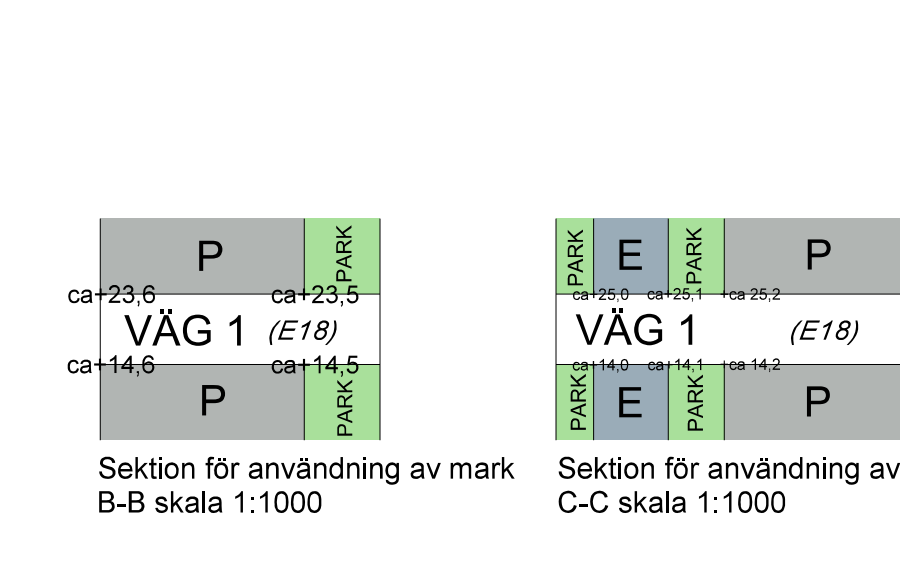 P PARK
ca+23,6 ca+23,5
VÄG 1 (E18)
ca+14,6 ca+14,5
P PARK
Sektion för användning av mark
B-B skala 1:1000
PARK E PARK P
ca+25,0 ca+25,1 +ca 25,2
VÄG 1 (E18)
ca+14,0 ca+14,1 +ca 14,2
PARK E PARK P
Sektion för användning av
C-C skala 1:1000